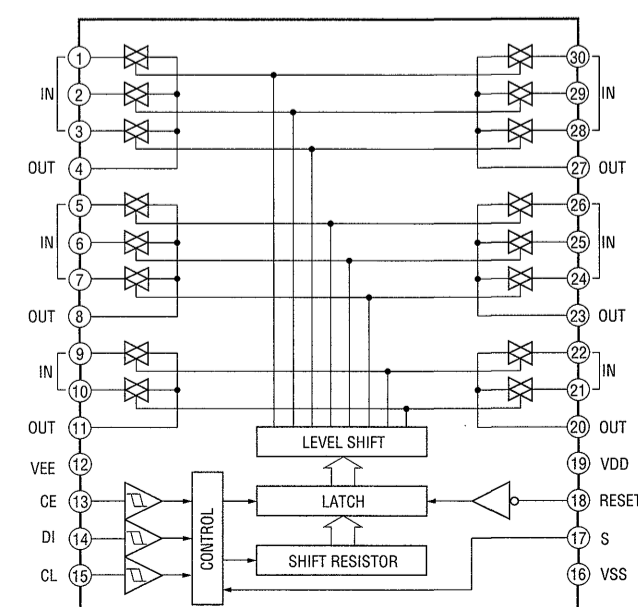 1 30
IN 2 29 IN
3 28
OUT 4 27 OUT
5 26
IN 6 25 IN
7 24
OUT 8 23 OUT
9 22
IN 10 21 IN
OUT 11 20 OUT
LEVEL SHIFT
VEE 12 19 VDD
CE 13 LATCH 18 RESET
DI 14 CONTROL 17 S
CL 15 SHIFT RESISTOR 16 VSS